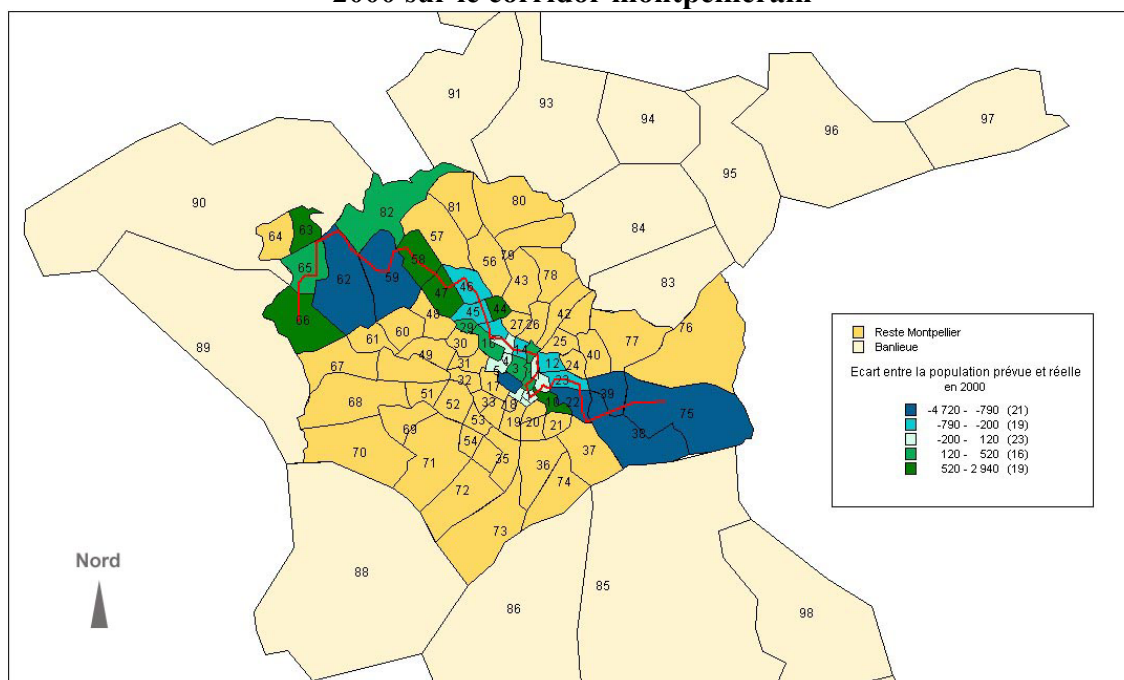 2000 sur le corridor montpelliérain
91 93 94 96 97
95
90
82 81 80 84
64 63 57
65 58 56 79 78 83
62 59 43
46
47 44 76
66 45 42
48 29 27 26 77
60 25
61 30 14 40
89 49 4 12 24
67 31 5 3
32 17 23
51 39 75
68 52 33 18 10 22
53 19 20 21 38
69 54
70 71 35 36 37
72 74
73
88 86 85 98
Nord
Reste Montpellier
Banlieue
Ecart entre la population prévue et réelle
en 2000
-4 720 - -790 (21)
-790 - -200 (19)
-200 - 120 (23)
120 - 520 (16)
520 - 2 940 (19)